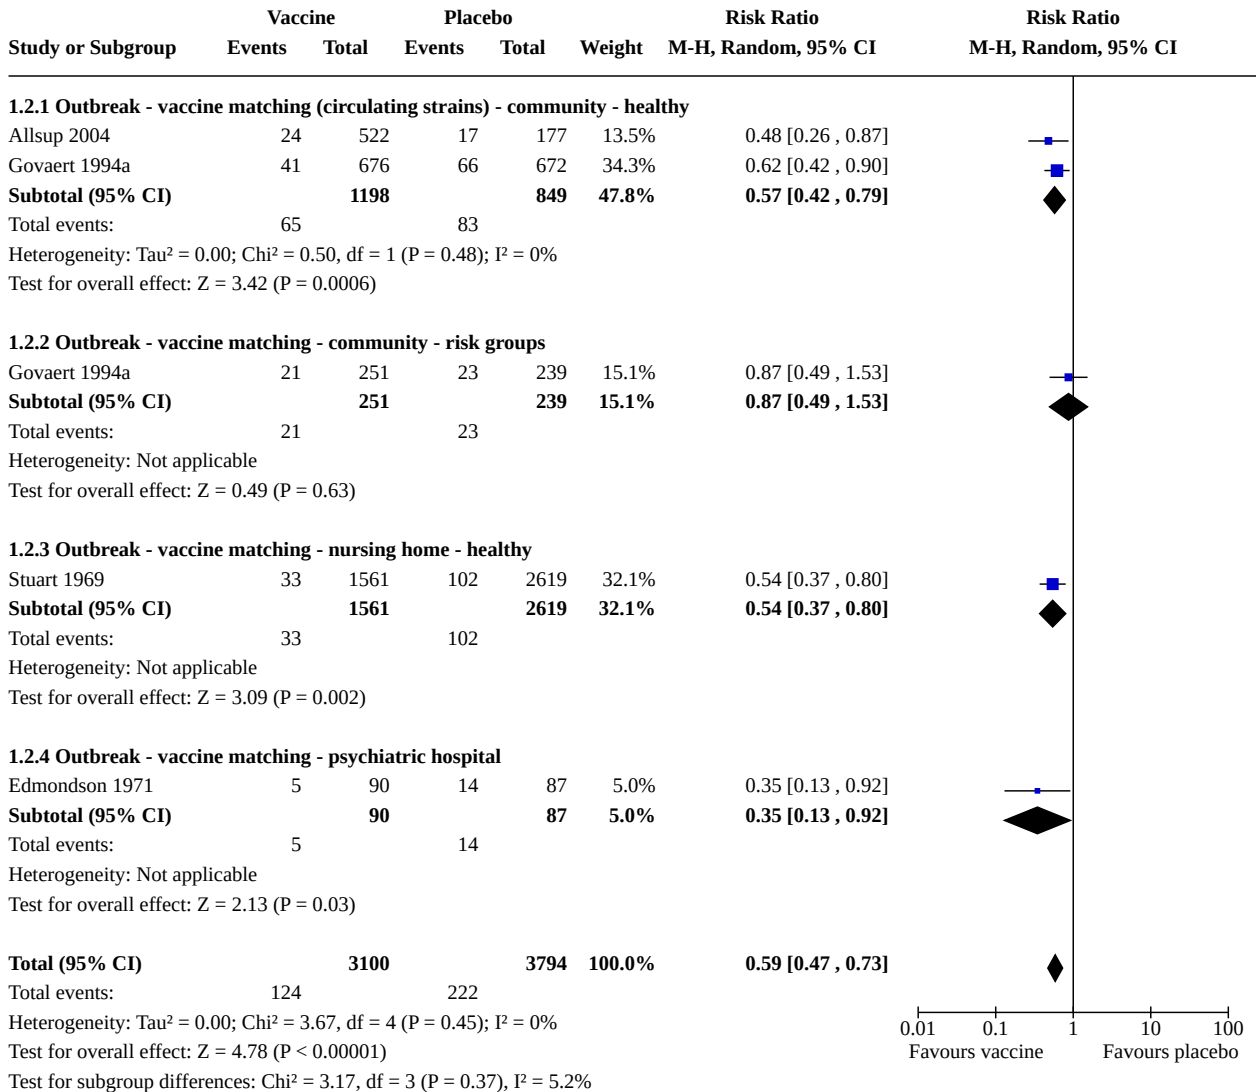 Vaccine Placebo Risk Ratio Risk Ratio
Study or Subgroup Events Total Events Total Weight M-H, Random, 95% CI M-H, Random, 95% CI
1.2.1 Outbreak - vaccine matching (circulating strains) - community - healthy
Allsup 2004 24 522 17 177 13.5% 0.48 [0.26 , 0.87]
Govaert 1994a 41 676 66 672 34.3% 0.62 [0.42 , 0.90]
Subtotal (95% CI) 1198 849 47.8% 0.57 [0.42 , 0.79]
Total events: 65 83
Heterogeneity: Tau² = 0.00; Chi² = 0.50, df = 1 (P = 0.48); I² = 0%
Test for overall effect: Z = 3.42 (P = 0.0006)
1.2.2 Outbreak - vaccine matching - community - risk groups
Govaert 1994a 21 251 23 239 15.1% 0.87 [0.49 , 1.53]
Subtotal (95% CI) 251 239 15.1% 0.87 [0.49 , 1.53]
Total events: 21 23
Heterogeneity: Not applicable
Test for overall effect: Z = 0.49 (P = 0.63)
1.2.3 Outbreak - vaccine matching - nursing home - healthy
Stuart 1969 33 1561 102 2619 32.1% 0.54 [0.37 , 0.80]
Subtotal (95% CI) 1561 2619 32.1% 0.54 [0.37 , 0.80]
Total events: 33 102
Heterogeneity: Not applicable
Test for overall effect: Z = 3.09 (P = 0.002)
1.2.4 Outbreak - vaccine matching - psychiatric hospital
Edmondson 1971 5 90 14 87 5.0% 0.35 [0.13 , 0.92]
Subtotal (95% CI) 90 87 5.0% 0.35 [0.13 , 0.92]
Total events: 5 14
Heterogeneity: Not applicable
Test for overall effect: Z = 2.13 (P = 0.03)
Total (95% CI) 3100 3794 100.0% 0.59 [0.47 , 0.73]
Total events: 124 222
Heterogeneity: Tau² = 0.00; Chi² = 3.67, df = 4 (P = 0.45); I² = 0%
0.01 0.1 1 10 100
Test for overall effect: Z = 4.78 (P < 0.00001) Favours vaccine Favours placebo
Test for subgroup differences: Chi² = 3.17, df = 3 (P = 0.37), I² = 5.2%